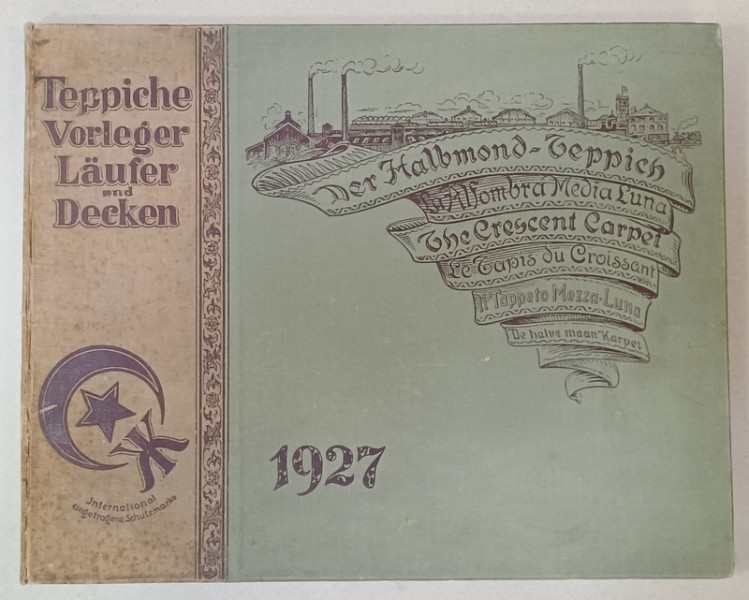 Teppiche
Vorleger
Läufer
und
Decken
International
angetragene Schutzmarke
Der Halbmond-Teppich
La Alfombra Media Luna
The Crescent Carpet
Le Tapis du Croissant
Il Tappeto Mezza-Luna
"De halve maan" Karpet
1927